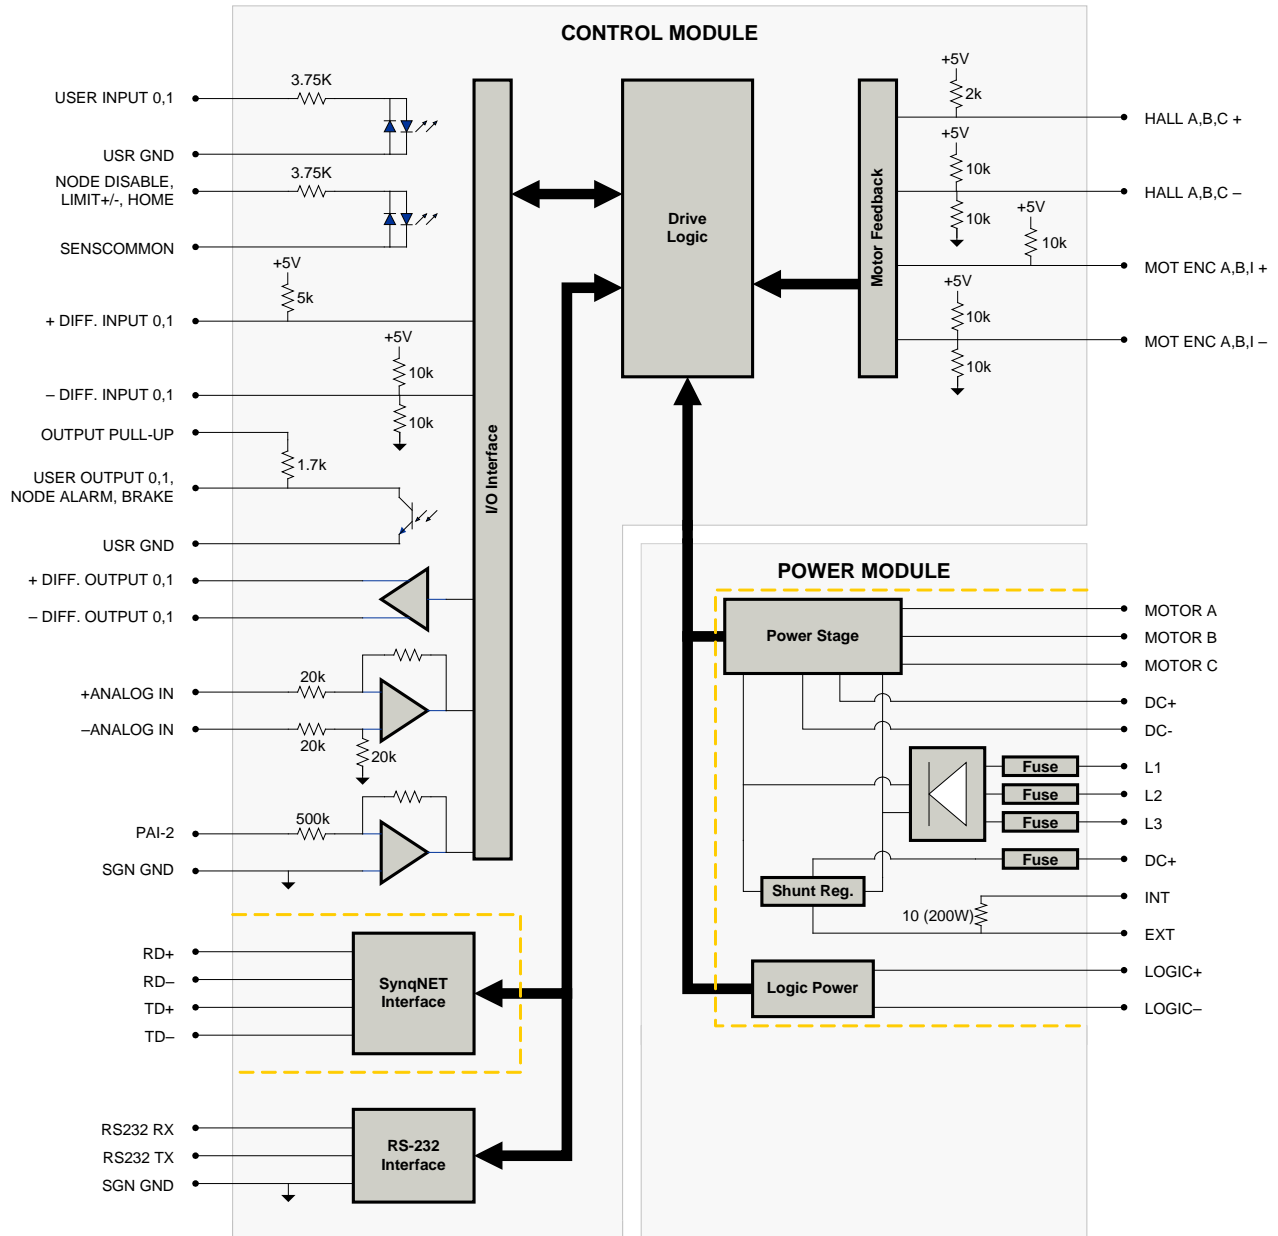 CONTROL MODULE
USER INPUT 0,1
3.75K
USR GND
NODE DISABLE,
LIMIT+/-, HOME
3.75K
SENSCOMMON
+5V
5k
+ DIFF. INPUT 0,1
+5V
10k
– DIFF. INPUT 0,1
10k
OUTPUT PULL-UP
1.7k
USER OUTPUT 0,1,
NODE ALARM, BRAKE
USR GND
+ DIFF. OUTPUT 0,1
– DIFF. OUTPUT 0,1
+ANALOG IN
20k
–ANALOG IN
20k
20k
PAI-2
500k
SGN GND
I/O Interface
RD+
RD–
TD+
TD–
SynqNET
Interface
RS232 RX
RS232 TX
SGN GND
RS-232
Interface
Drive
Logic
Motor Feedback
+5V
2k
HALL A,B,C +
+5V
10k
HALL A,B,C –
10k
+5V
10k
MOT ENC A,B,I +
+5V
10k
MOT ENC A,B,I –
10k
POWER MODULE
Power Stage
MOTOR A
MOTOR B
MOTOR C
DC+
DC-
Fuse
L1
Fuse
L2
Fuse
L3
Fuse
DC+
Shunt Reg.
INT
10 (200W)
EXT
Logic Power
LOGIC+
LOGIC–